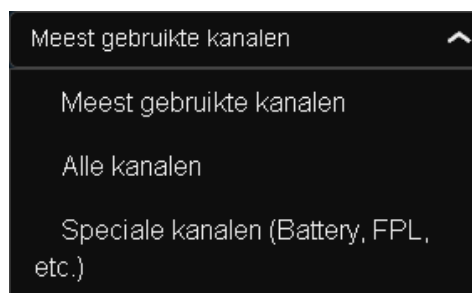 Meest gebruikte kanalen
Meest gebruikte kanalen
Alle kanalen
Speciale kanalen (Battery, FPL,
etc.)